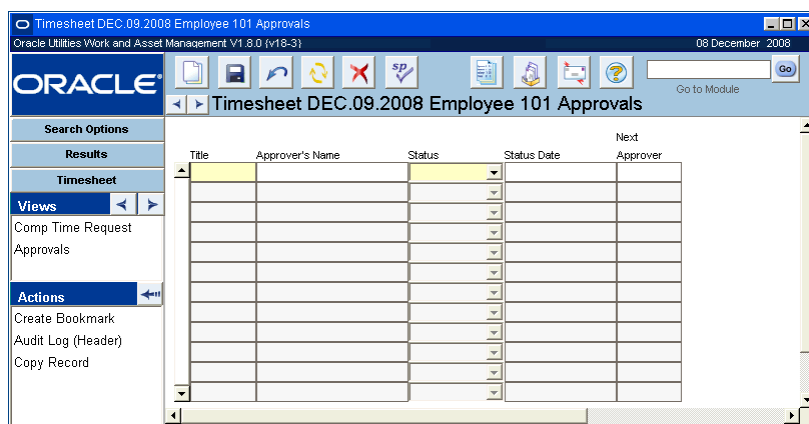 Timesheet DEC.09.2008 Employee 101 Approvals
Oracle Utilities Work and Asset Management V1.8.0 {v18-3}
08 December 2008
ORACLE
sp
Go
Go to Module
Timesheet DEC.09.2008 Employee 101 Approvals
Search Options
Results
Timesheet
Views
Comp Time Request
Approvals
Actions
Create Bookmark
Audit Log (Header)
Copy Record
Next
Title Approver's Name Status Status Date Approver